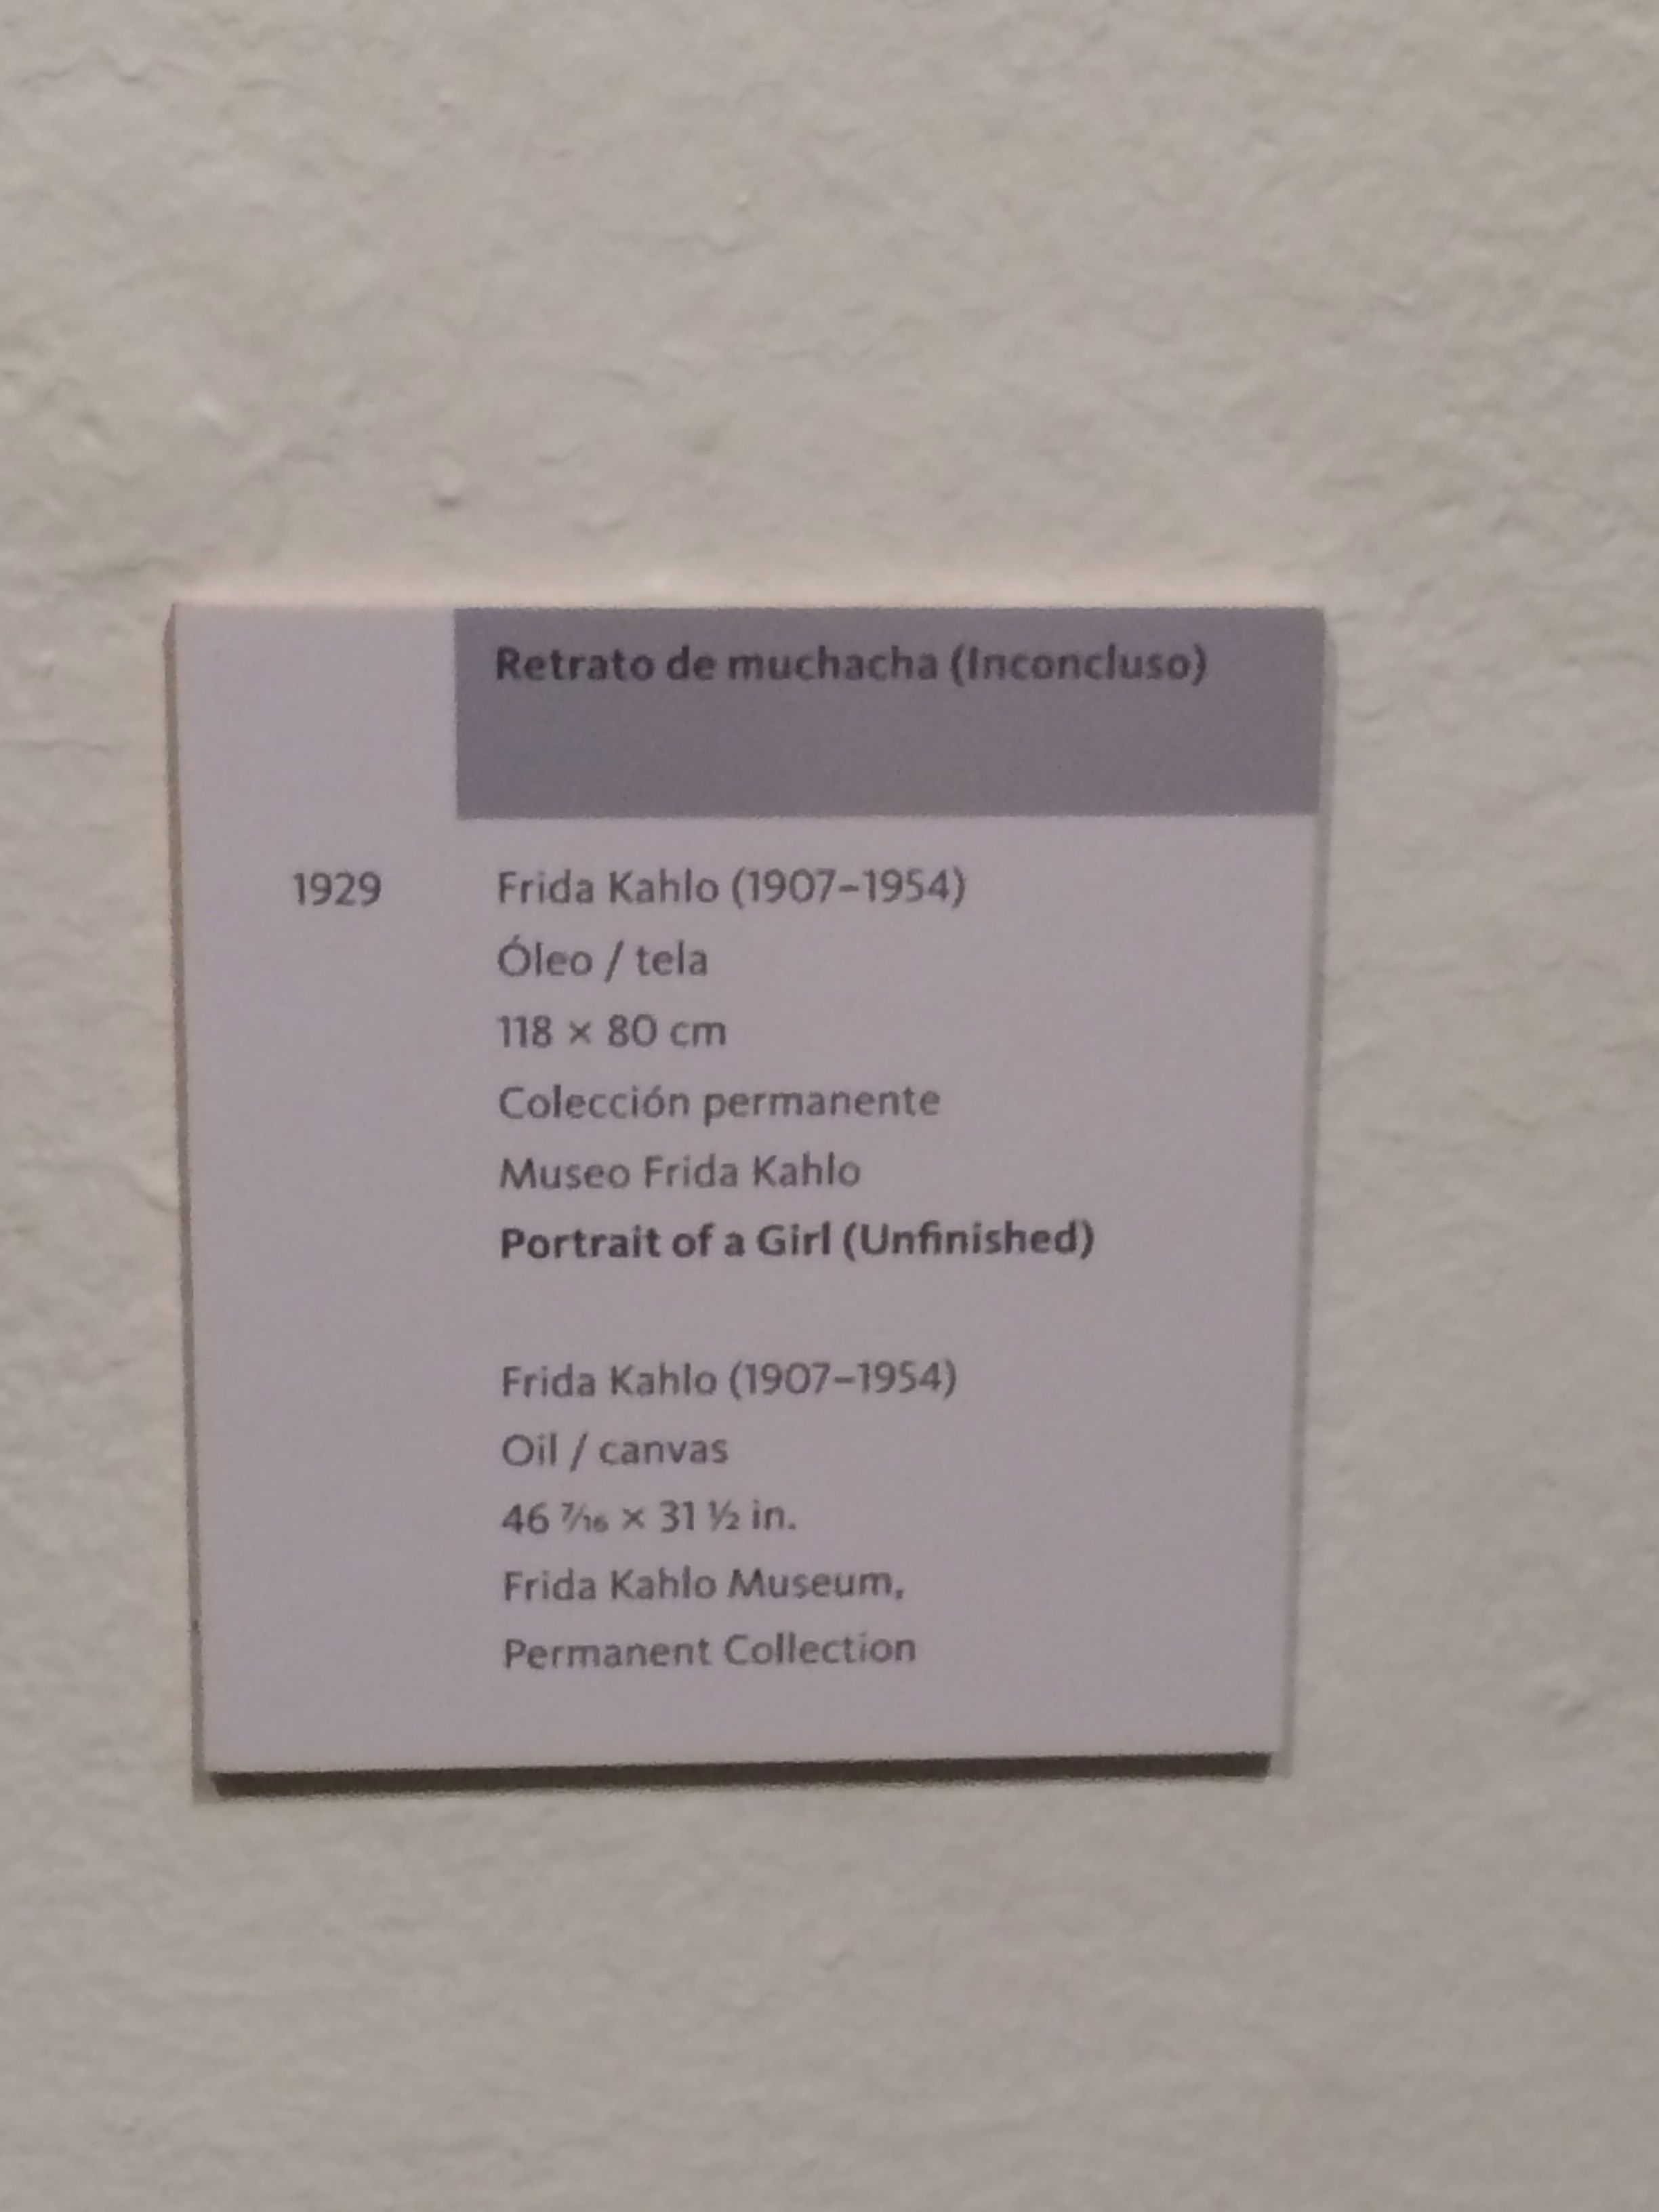 Retrato de muchacha (Inconcluso)
1929 Frida Kahlo (1907–1954)
Óleo / tela
118 × 80 cm
Colección permanente
Museo Frida Kahlo
Portrait of a Girl (Unfinished)
Frida Kahlo (1907–1954)
Oil / canvas
46 7⁄16 × 31 ½ in.
Frida Kahlo Museum,
Permanent Collection